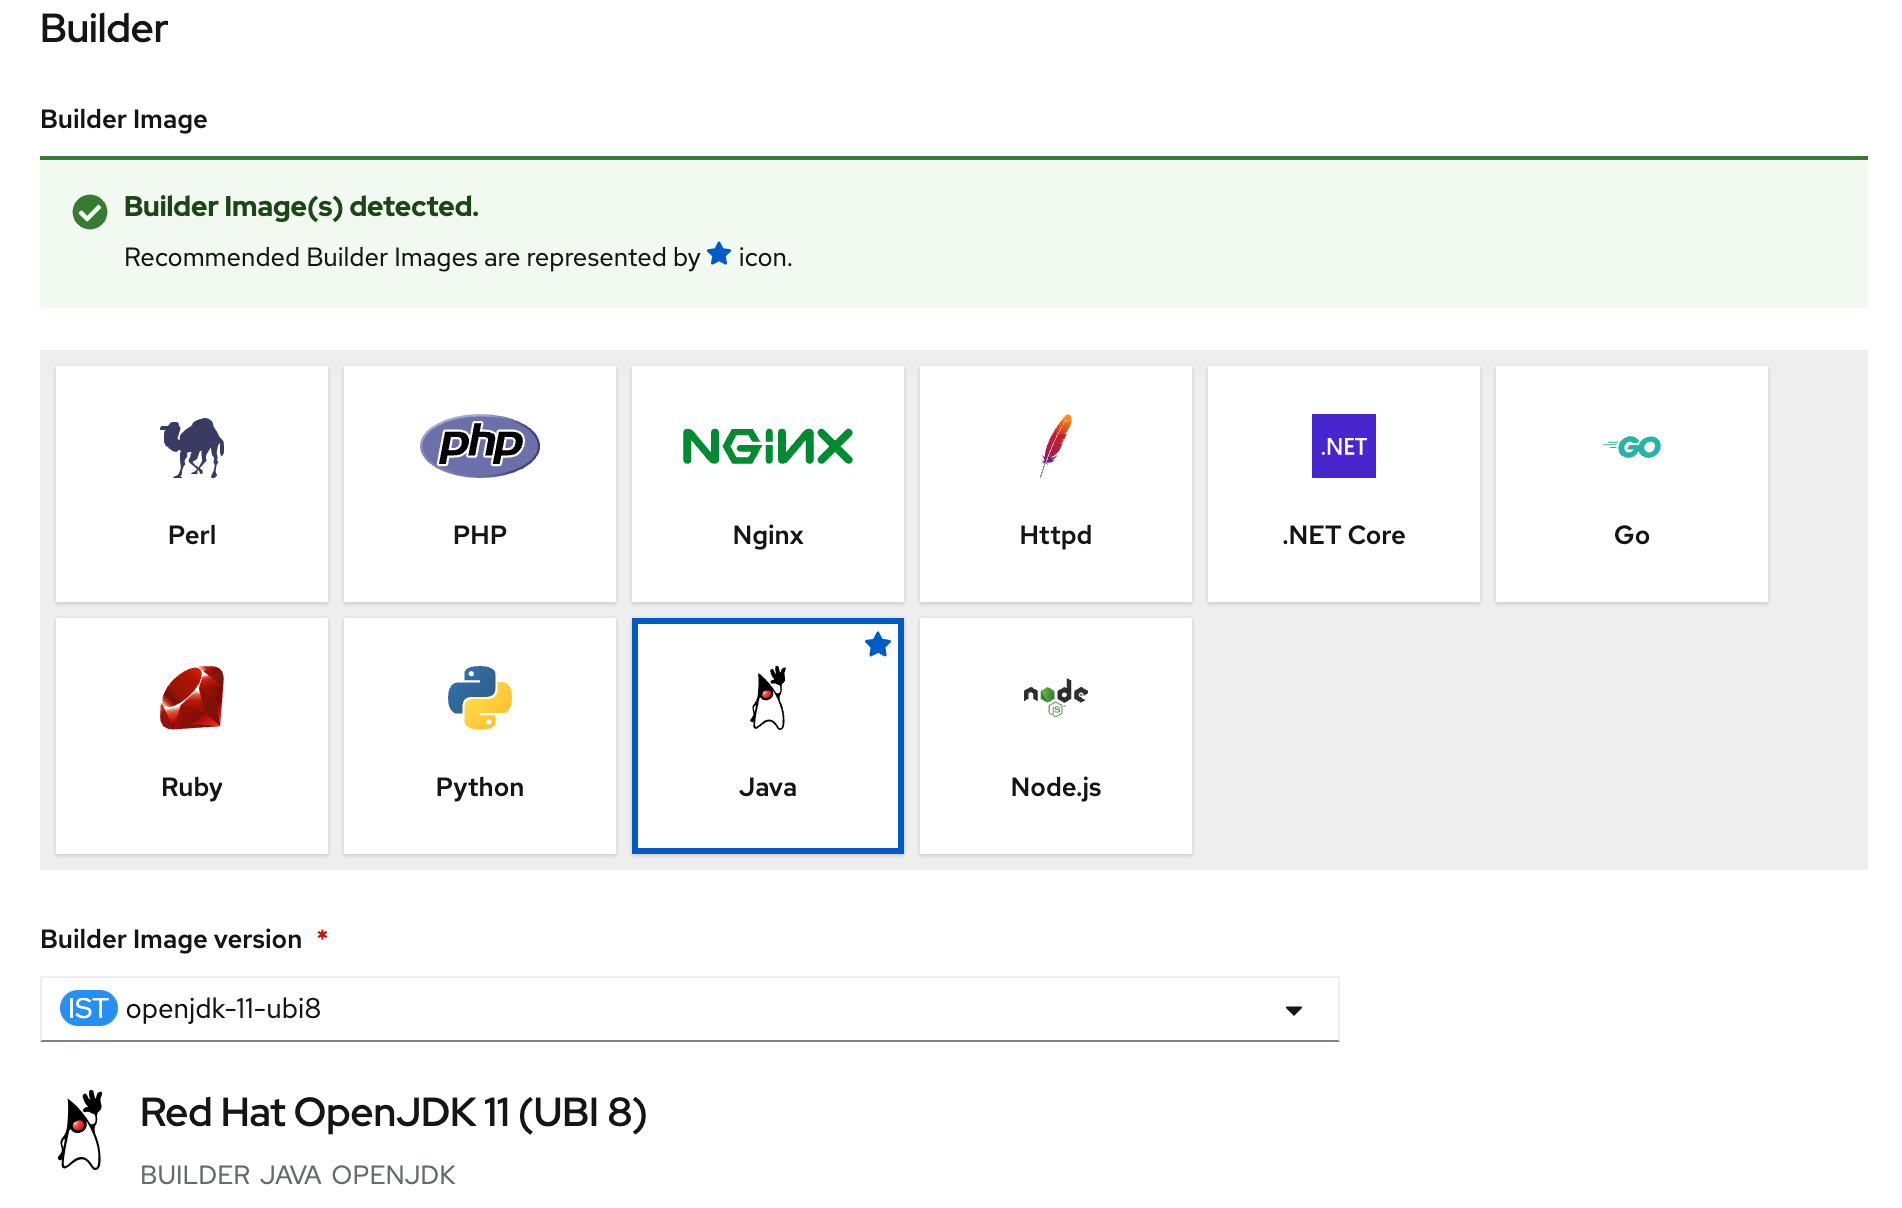 Builder
Builder Image
Builder Image(s) detected.
Recommended Builder Images are represented by icon.
php
NGINX
.NET
GO
Perl
PHP
Nginx
Httpd
.NET Core
Go
node
JS
Ruby
Python
Java
Node.js
Builder Image version *
IST openjdk-11-ubi8
Red Hat OpenJDK 11 (UBI 8)
BUILDER JAVA OPENJDK